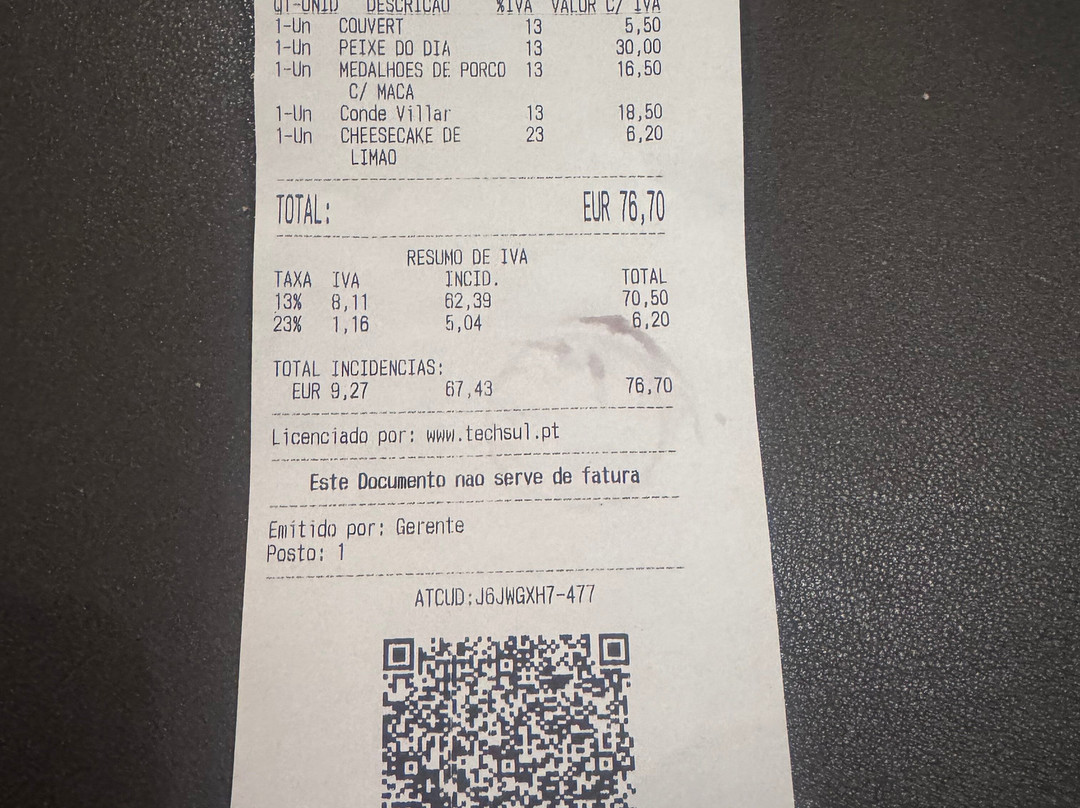 QT-UNID DESCRICAO %IVA VALOR C/ IVA
1-Un COUVERT 13 5,50
1-Un PEIXE DO DIA 13 30,00
1-Un MEDALHOES DE PORCO 13 16,50
C/ MACA
1-Un Conde Villar 13 18,50
1-Un CHEESECAKE DE 23 6,20
LIMAO
TOTAL: EUR 76,70
RESUMO DE IVA
TAXA IVA INCID. TOTAL
13% 8,11 62,39 70,50
23% 1,16 5,04 6,20
TOTAL INCIDENCIAS:
EUR 9,27 67,43 76,70
Licenciado por: www.techsul.pt
Este Documento nao serve de fatura
Emitido por: Gerente
Posto: 1
ATCUD:J6JWGXH7-477